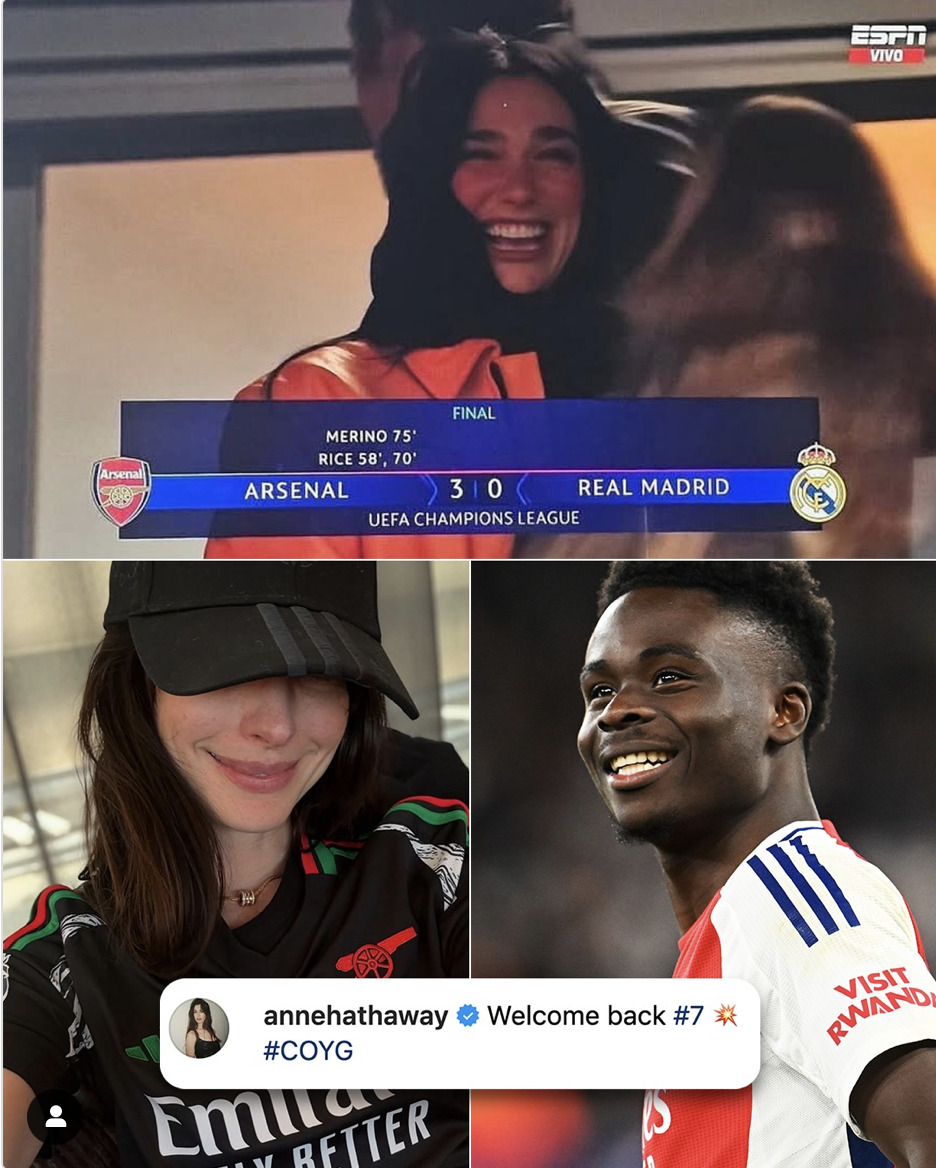 ESPN
VIVO
FINAL
MERINO 75'
RICE 58', 70'
Arsenal
ARSENAL
3 | 0
REAL MADRID
UEFA CHAMPIONS LEAGUE
VISIT
RWANDA
annehathaway Welcome back #7 💥
#COYG
Emirates
BETTER